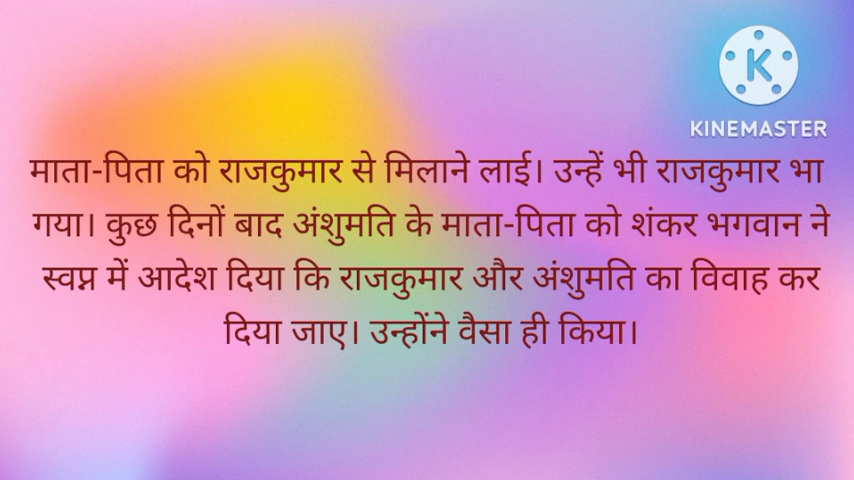 K
KINEMASTER
माता-पिता को राजकुमार से मिलाने लाई। उन्हें भी राजकुमार भा
गया। कुछ दिनों बाद अंशुमति के माता-पिता को शंकर भगवान ने
स्वप्न में आदेश दिया कि राजकुमार और अंशुमति का विवाह कर
दिया जाए। उन्होंने वैसा ही किया।